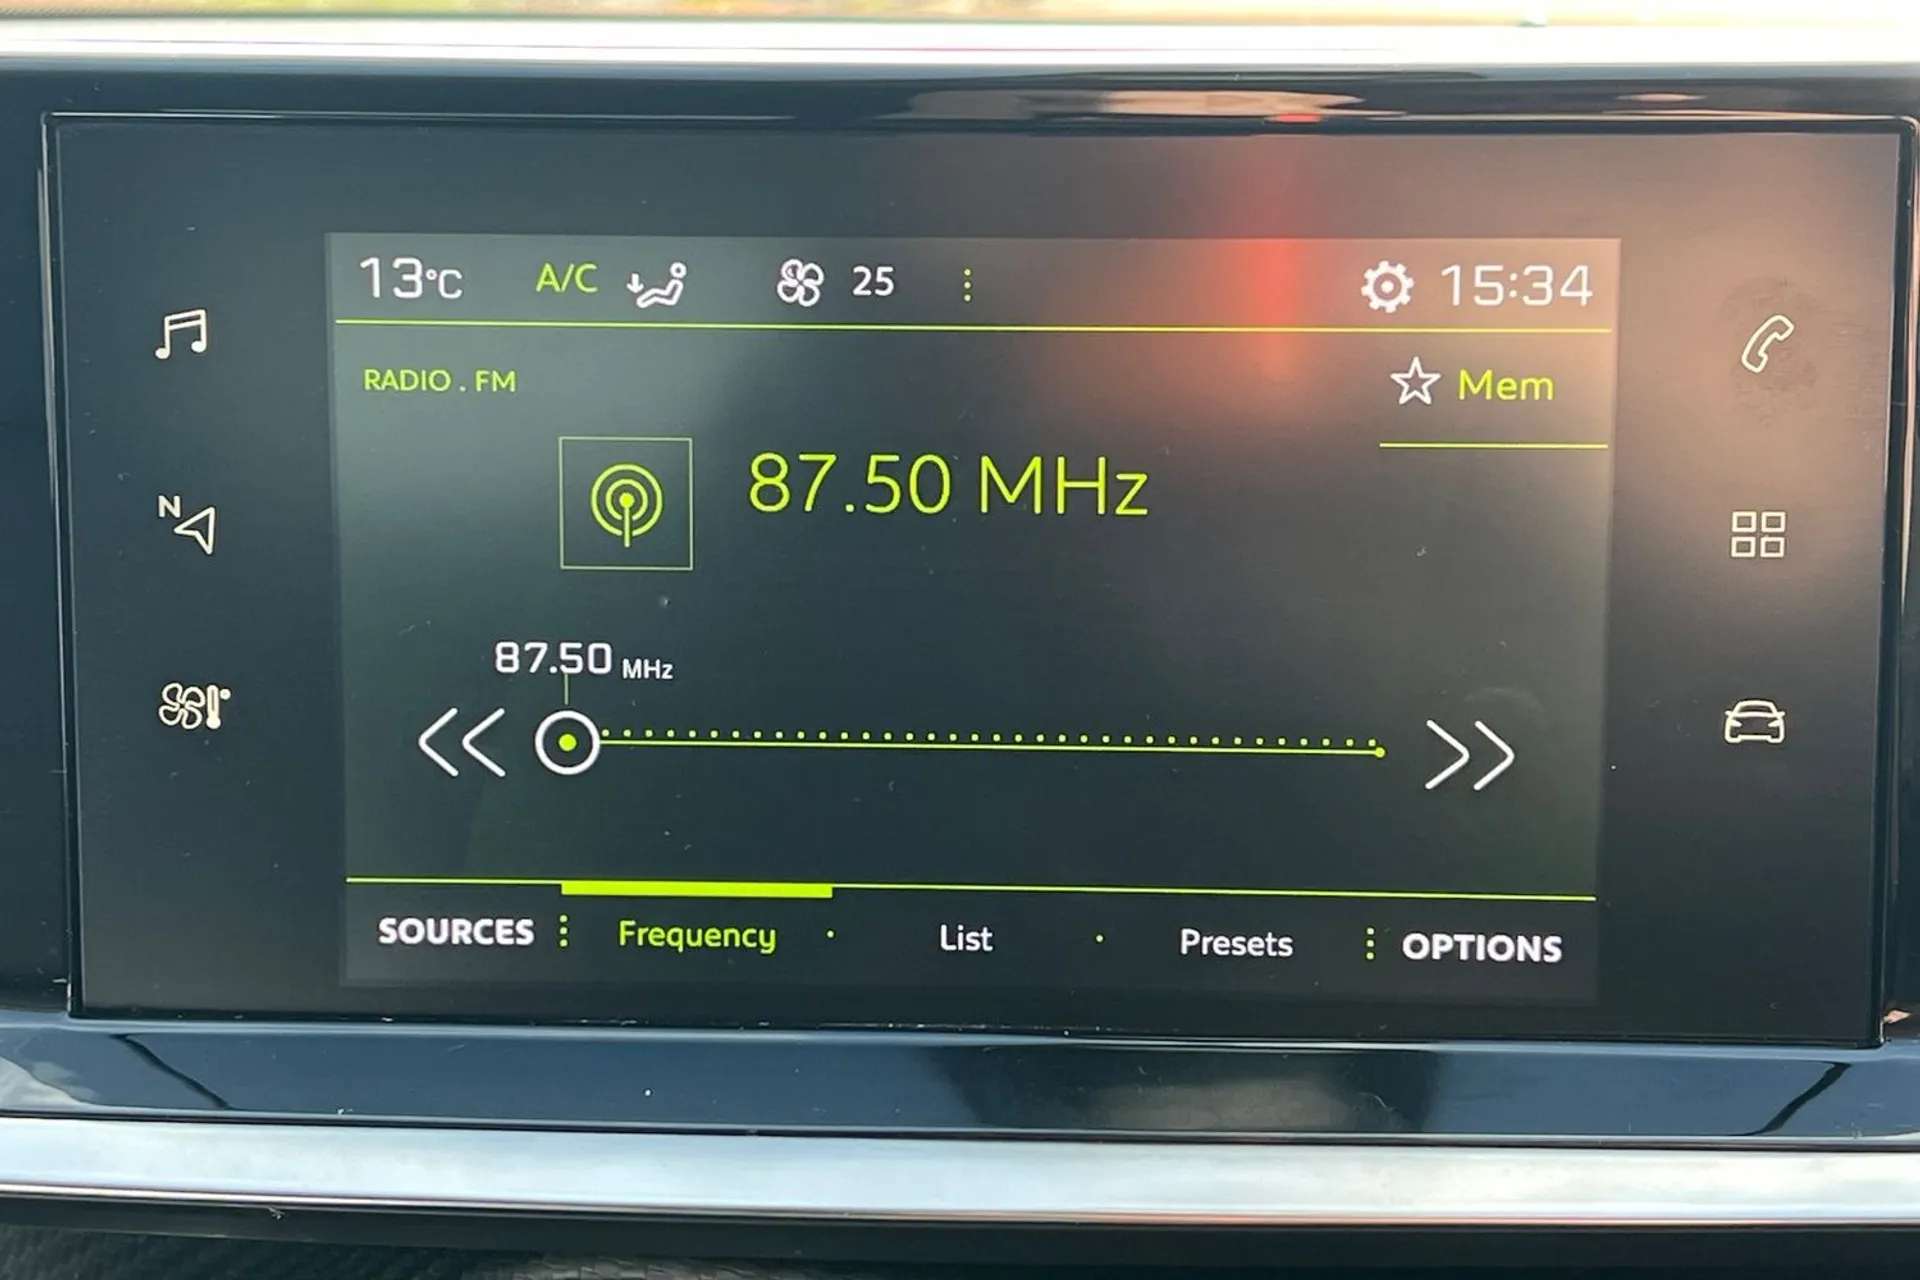 13°C A/C 25 15:34
RADIO . FM
Mem
87.50 MHz
N
87.50 MHz
SOURCES Frequency List Presets OPTIONS